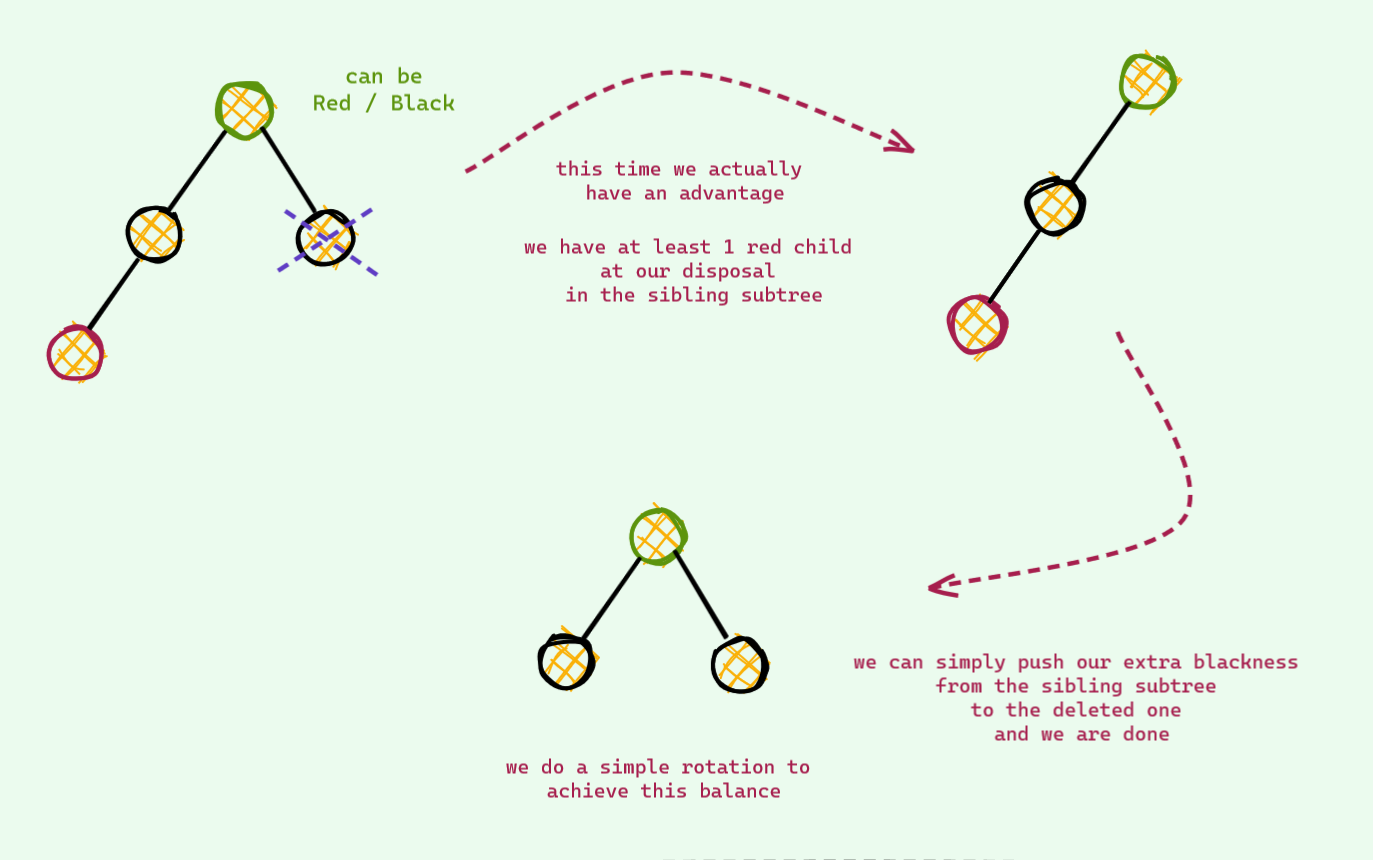 can be
Red / Black
this time we actually
have an advantage
we have at least 1 red child
at our disposal
in the sibling subtree
we can simply push our extra blackness
from the sibling subtree
to the deleted one
and we are done
we do a simple rotation to
achieve this balance